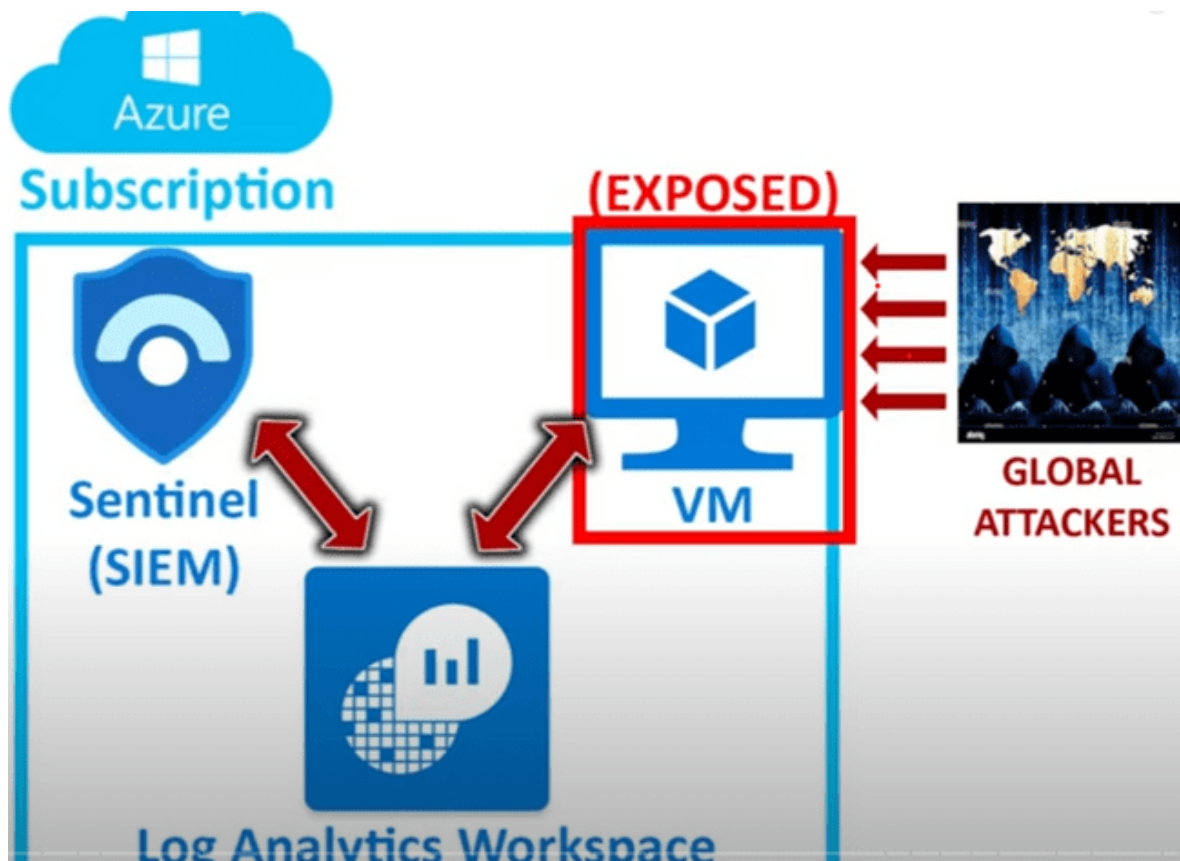 Azure
Subscription
(EXPOSED)
Sentinel
(SIEM)
VM
GLOBAL
ATTACKERS
Log Analytics Workspace